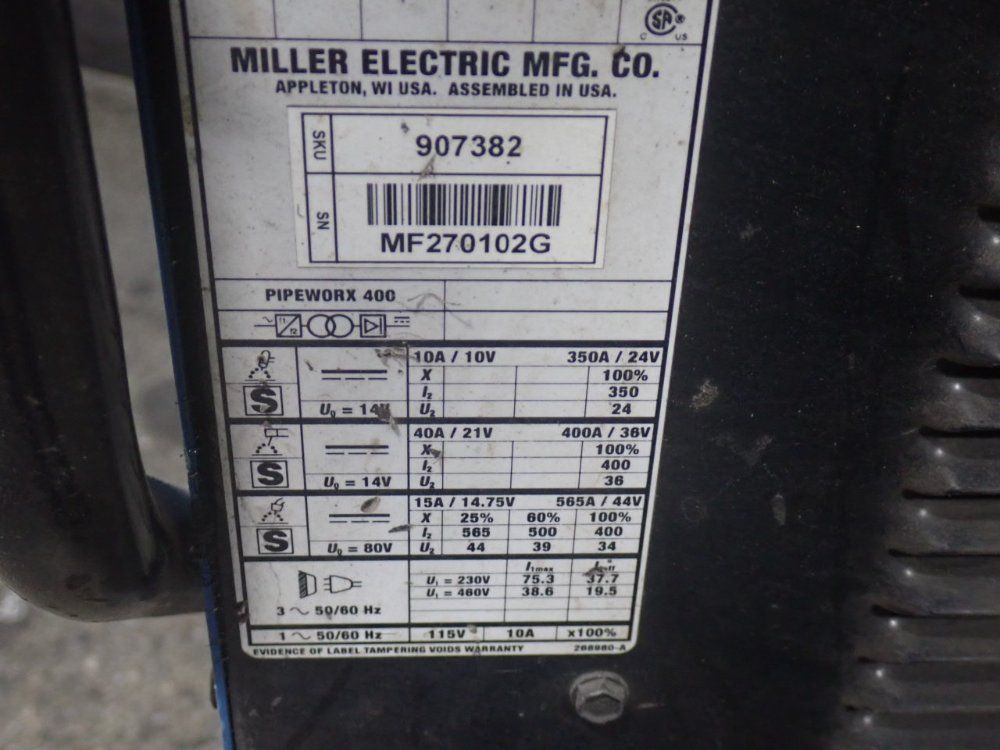 SA
C US
MILLER ELECTRIC MFG. CO.
APPLETON, WI USA. ASSEMBLED IN USA.
SKU 907382
SN MF270102G
PIPEWORX 400
10A / 10V 350A / 24V
X 100%
I2 350
S U0 = 14V U2 24
40A / 21V 400A / 36V
X 100%
I2 400
S U0 = 14V U2 36
15A / 14.75V 565A / 44V
X 25% 60% 100%
I2 565 500 400
S U0 = 80V U2 44 39 34
I1max I1eff
U1 = 230V 75.3 37.7
U1 = 460V 38.6 19.5
3 ~ 50/60 Hz
1 ~ 50/60 Hz 115V 10A x100%
EVIDENCE OF LABEL TAMPERING VOIDS WARRANTY 268980-A